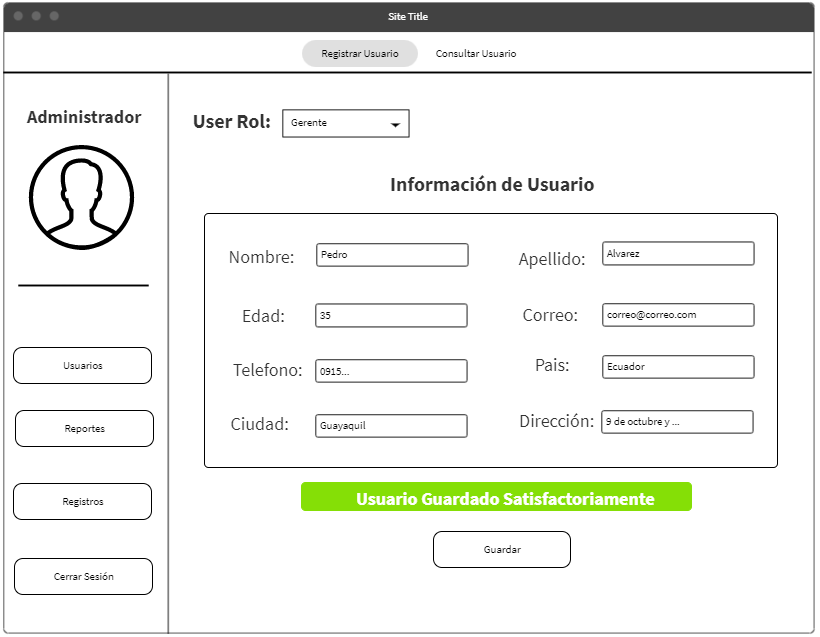 Site Title
Registrar Usuario
Consultar Usuario
Administrador
Usuarios
Reportes
Registros
Cerrar Sesión
User Rol:
Gerente
Información de Usuario
Nombre:
Pedro
Apellido:
Alvarez
Edad:
35
Correo:
correo@correo.com
Telefono:
0915...
Pais:
Ecuador
Ciudad:
Guayaquil
Dirección:
9 de octubre y ...
Usuario Guardado Satisfactoriamente
Guardar